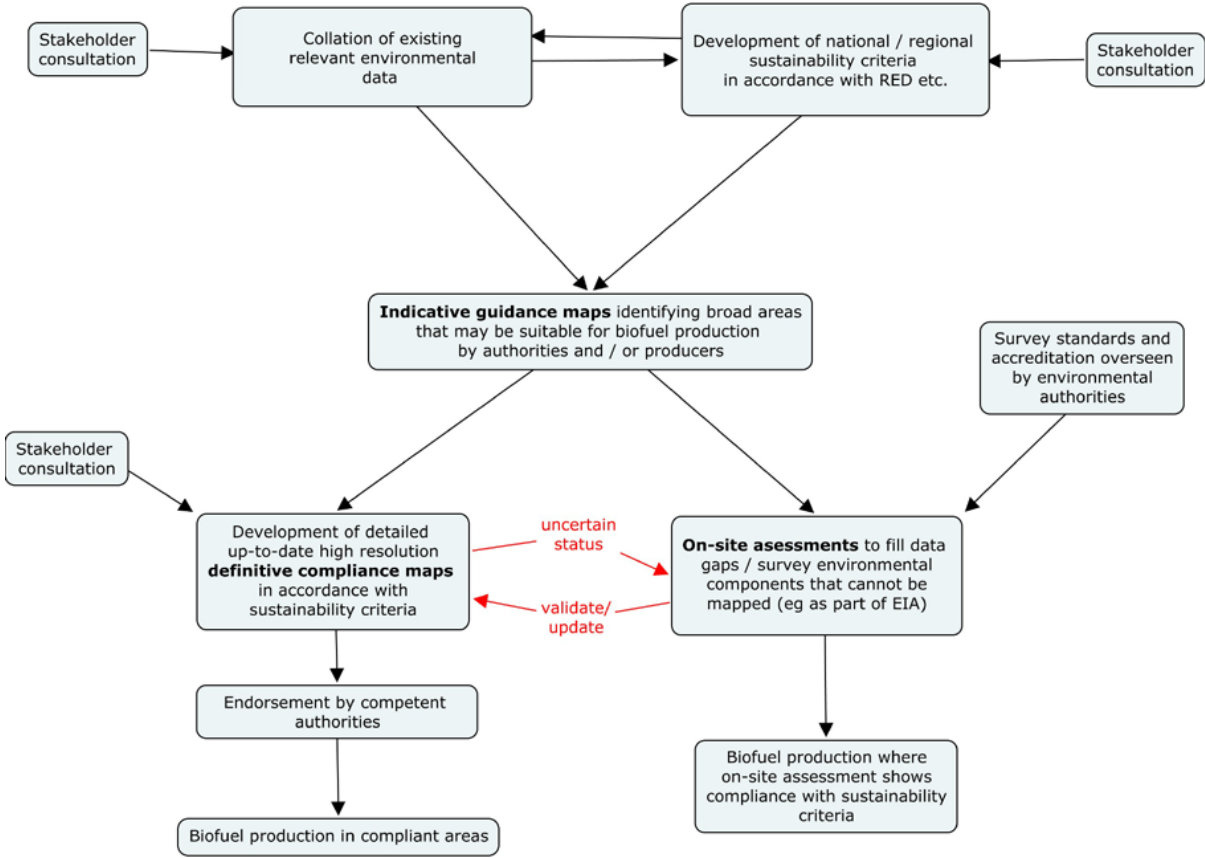 Stakeholder
consultation
Collation of existing
relevant environmental
data
Development of national / regional
sustainability criteria
in accordance with RED etc.
Stakeholder
consultation
Indicative guidance maps identifying broad areas
that may be suitable for biofuel production
by authorities and / or producers
Survey standards and
accreditation overseen
by environmental
authorities
Stakeholder
consultation
Development of detailed
up-to-date high resolution
definitive compliance maps
in accordance with
sustainability criteria
uncertain
status
validate/
update
On-site asessments to fill data
gaps / survey environmental
components that cannot be
mapped (eg as part of EIA)
Endorsement by competent
authorities
Biofuel production where
on-site assessment shows
compliance with sustainability
criteria
Biofuel production in compliant areas